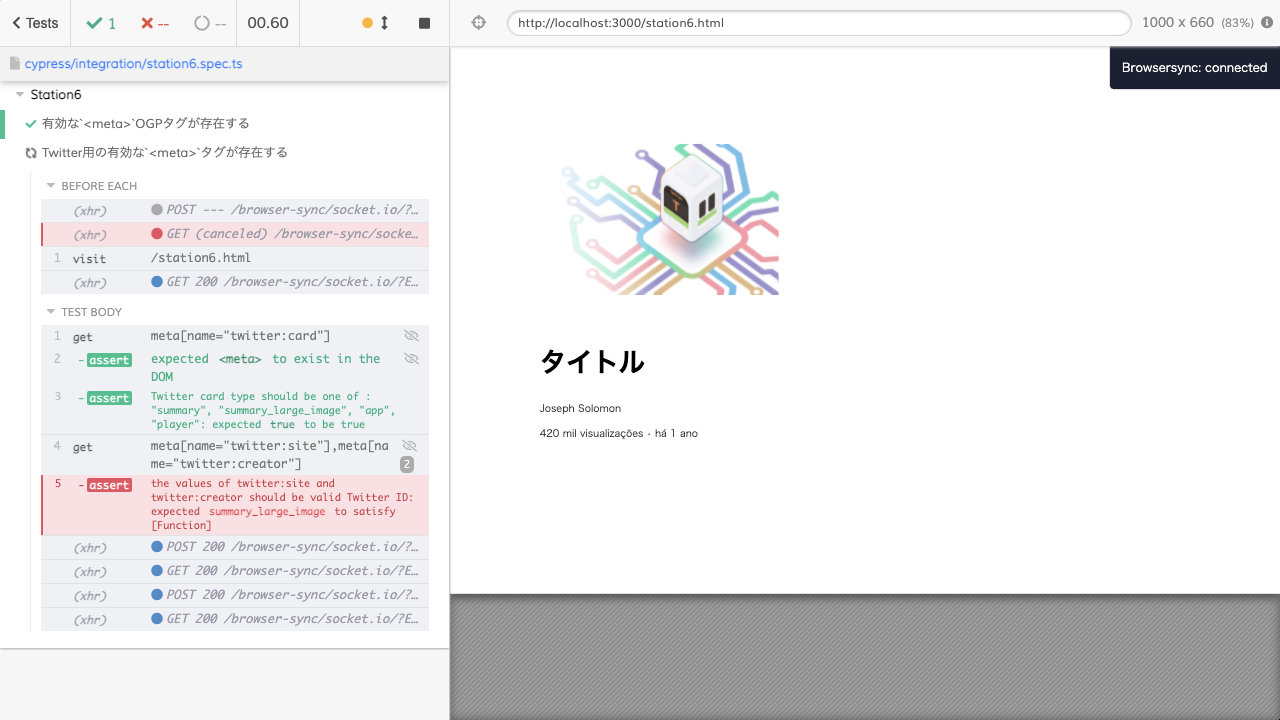 Tests
1
--
--
00.60
http://localhost:3000/station6.html
1000 x 660 (83%)
cypress/integration/station6.spec.ts
Browsersync: connected
Station6
有効な`<meta>`OGPタグが存在する
Twitter用の有効な`<meta>`タグが存在する
BEFORE EACH
(xhr) POST --- /browser-sync/socket.io/?…
(xhr) GET (canceled) /browser-sync/socke…
1 visit /station6.html
(xhr) GET 200 /browser-sync/socket.io/?E…
TEST BODY
1 get meta[name="twitter:card"]
2 -assert expected <meta> to exist in the
DOM
3 -assert Twitter card type should be one of :
"summary", "summary_large_image", "app",
"player": expected true to be true
4 get meta[name="twitter:site"],meta[na
me="twitter:creator"] 2
5 -assert the values of twitter:site and
twitter:creator should be valid Twitter ID:
expected summary_large_image to satisfy
[Function]
(xhr) POST 200 /browser-sync/socket.io/?…
(xhr) GET 200 /browser-sync/socket.io/?E…
(xhr) POST 200 /browser-sync/socket.io/?…
(xhr) GET 200 /browser-sync/socket.io/?E…
T
タイトル
Joseph Solomon
420 mil visualizações · há 1 ano